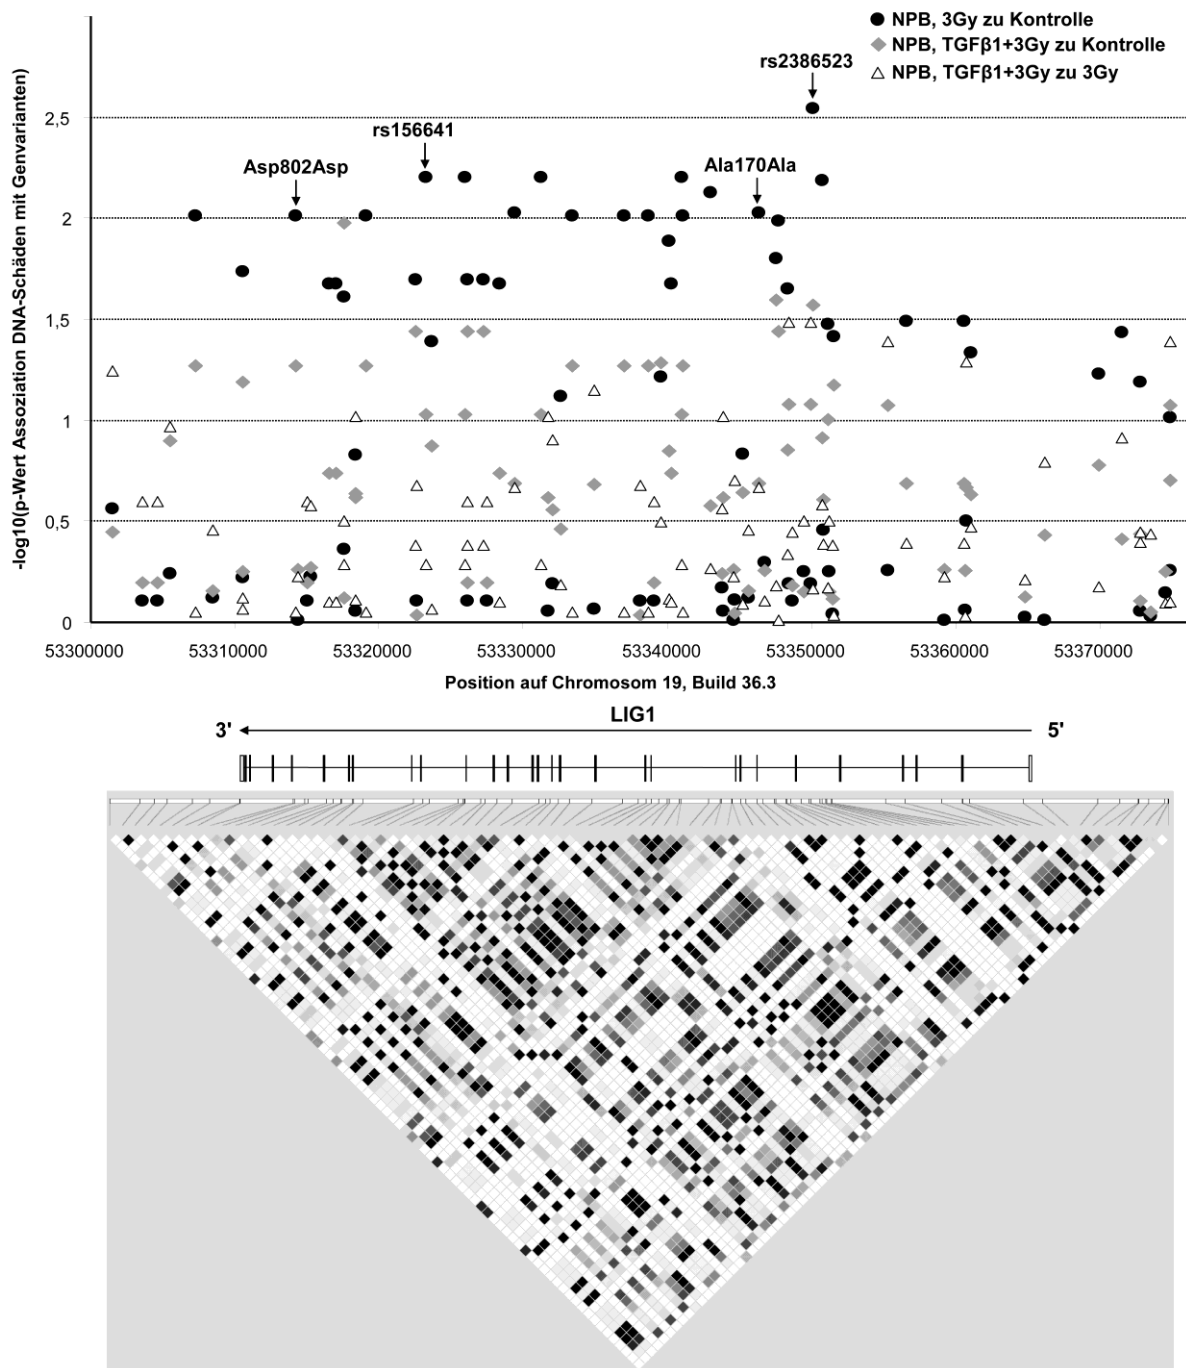 NPB, 3Gy zu Kontrolle
NPB, TGFβ1+3Gy zu Kontrolle
NPB, TGFβ1+3Gy zu 3Gy
-log10(p-Wert Assoziation DNA-Schäden mit Genvarianten)
rs2386523
rs156641
Asp802Asp
Ala170Ala
2,5
2
1,5
1
0,5
0
53300000 53310000 53320000 53330000 53340000 53350000 53360000 53370000
Position auf Chromosom 19, Build 36.3
LIG1
3' 5'